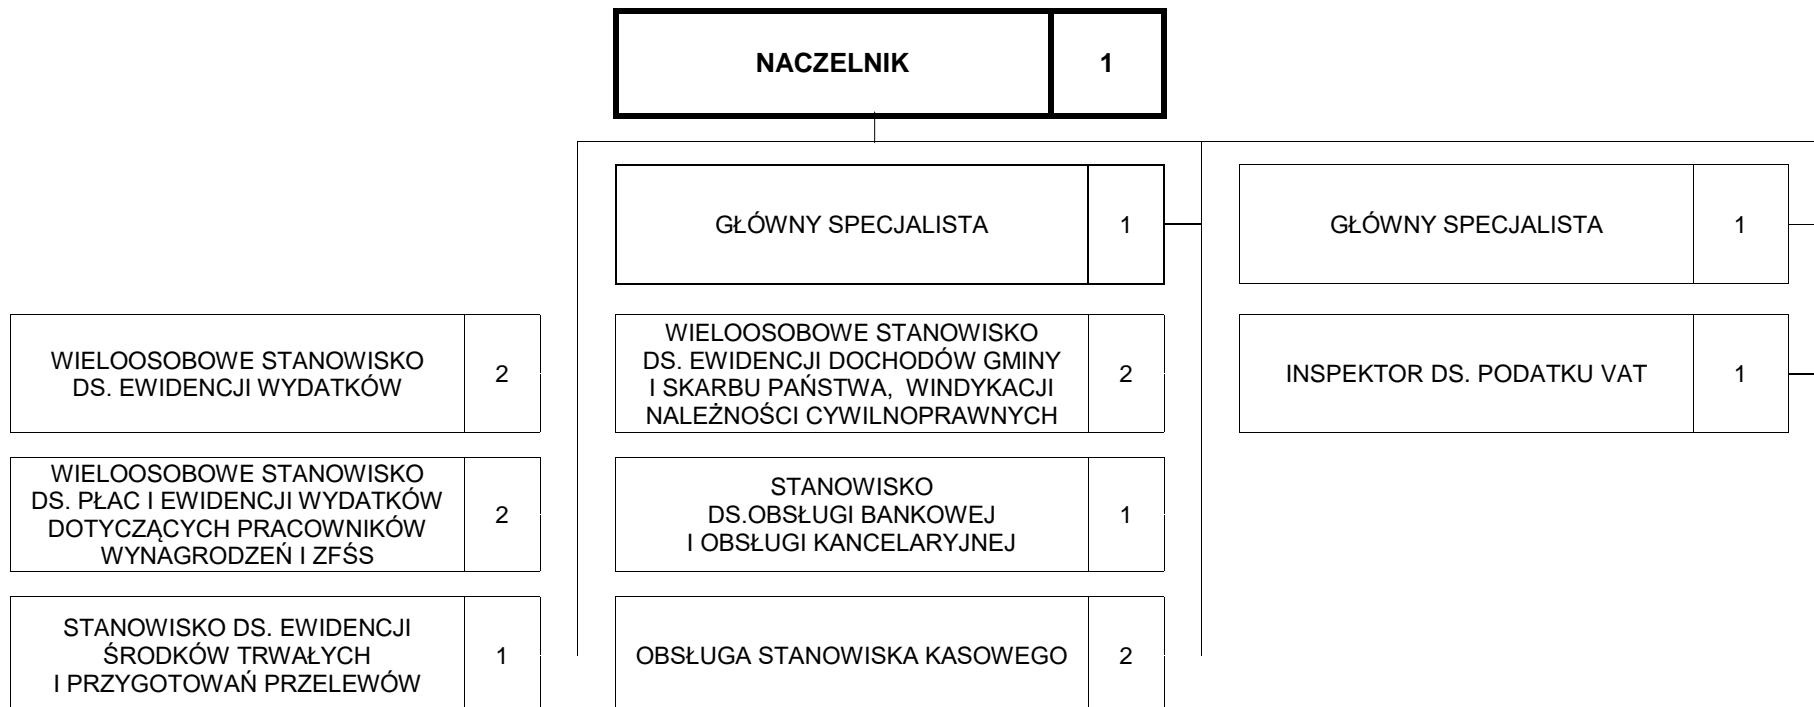 NACZELNIK 1
GŁÓWNY SPECJALISTA 1
GŁÓWNY SPECJALISTA 1
WIELOOSOBOWE STANOWISKO
DS. EWIDENCJI WYDATKÓW
2
WIELOOSOBOWE STANOWISKO
DS. EWIDENCJI DOCHODÓW GMINY
I SKARBU PAŃSTWA, WINDYKACJI
NALEŻNOŚCI CYWILNOPRAWNYCH
2
INSPEKTOR DS. PODATKU VAT 1
WIELOOSOBOWE STANOWISKO
DS. PŁAC I EWIDENCJI WYDATKÓW
DOTYCZĄCYCH PRACOWNIKÓW
WYNAGRODZEŃ I ZFŚS
2
STANOWISKO
DS.OBSŁUGI BANKOWEJ
I OBSŁUGI KANCELARYJNEJ
1
STANOWISKO DS. EWIDENCJI
ŚRODKÓW TRWAŁYCH
I PRZYGOTOWAŃ PRZELEWÓW
1
OBSŁUGA STANOWISKA KASOWEGO 2